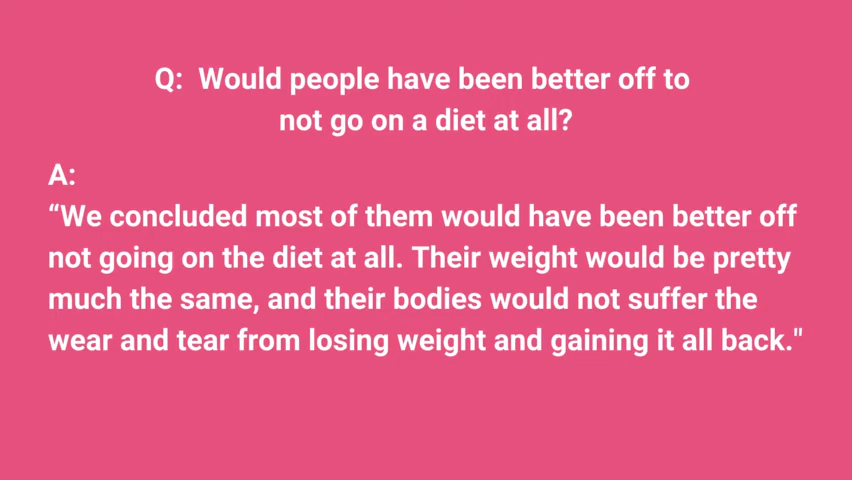 Q:  Would people have been better off to
not go on a diet at all?
A:
“We concluded most of them would have been better off
not going on the diet at all. Their weight would be pretty
much the same, and their bodies would not suffer the
wear and tear from losing weight and gaining it all back."